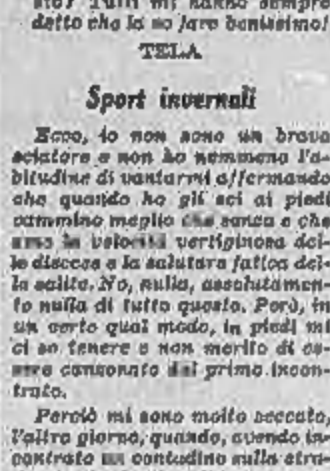 sto? Tutti mi hanno sempre
detto che la so fare benissimo!
TELA
Sport invernali
Ecco, io non sono un bravo
sciatore e non ho nemmeno l'a-
bitudine di vantarmi affermando
che quando ho gli sci ai piedi
cammino meglio che senza e che
amo la velocità vertiginosa del-
le discese e la salutare fatica del-
la salita. No, nulla, assolutamen-
to nulla di tutto questo. Però, in
un certo qual modo, in piedi mi
ci so tenere e non merito di es-
sere canzonato dal primo incon-
trato.
Perciò mi sono molto seccato,
l'altro giorno, quando, avendo in-
contrato un contadino sulla stra-